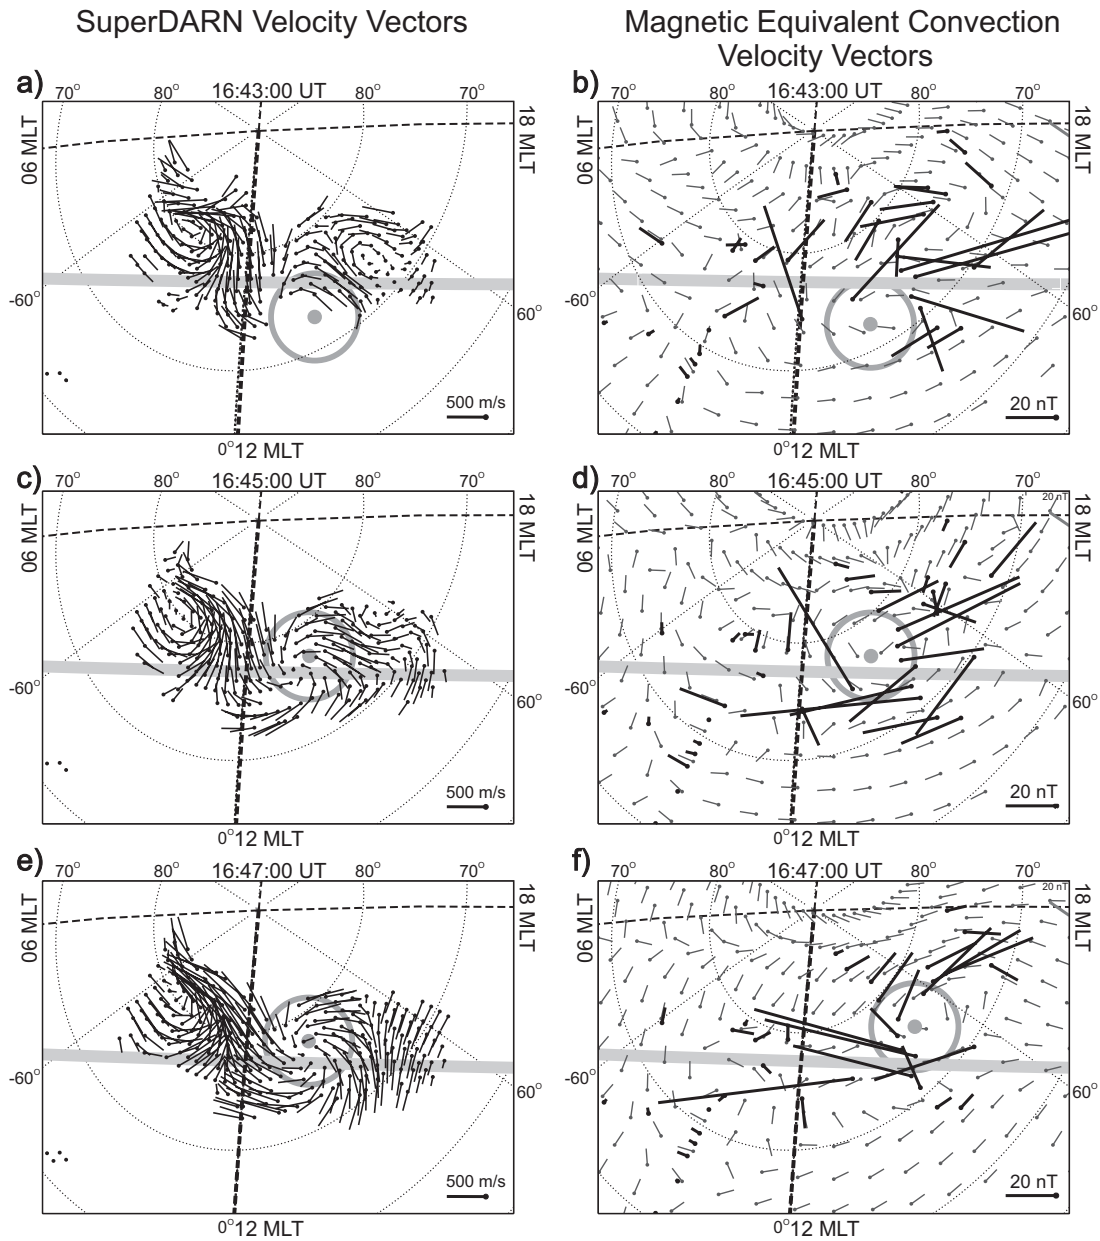 SuperDARN Velocity Vectors
Magnetic Equivalent Convection
Velocity Vectors
a)
70° 80° 16:43:00 UT 80° 70°
06 MLT
18 MLT
-60°
60°
500 m/s
0° 12 MLT
b)
70° 80° 16:43:00 UT 80° 70°
06 MLT
18 MLT
-60°
60°
20 nT
0° 12 MLT
c)
70° 80° 16:45:00 UT 80° 70°
06 MLT
18 MLT
-60°
60°
500 m/s
0° 12 MLT
d)
70° 80° 16:45:00 UT 80° 70°
20 nT
06 MLT
18 MLT
-60°
60°
20 nT
0° 12 MLT
e)
70° 80° 16:47:00 UT 80° 70°
06 MLT
18 MLT
-60°
60°
500 m/s
0° 12 MLT
f)
70° 80° 16:47:00 UT 80° 70°
20 nT
06 MLT
18 MLT
-60°
60°
20 nT
0° 12 MLT